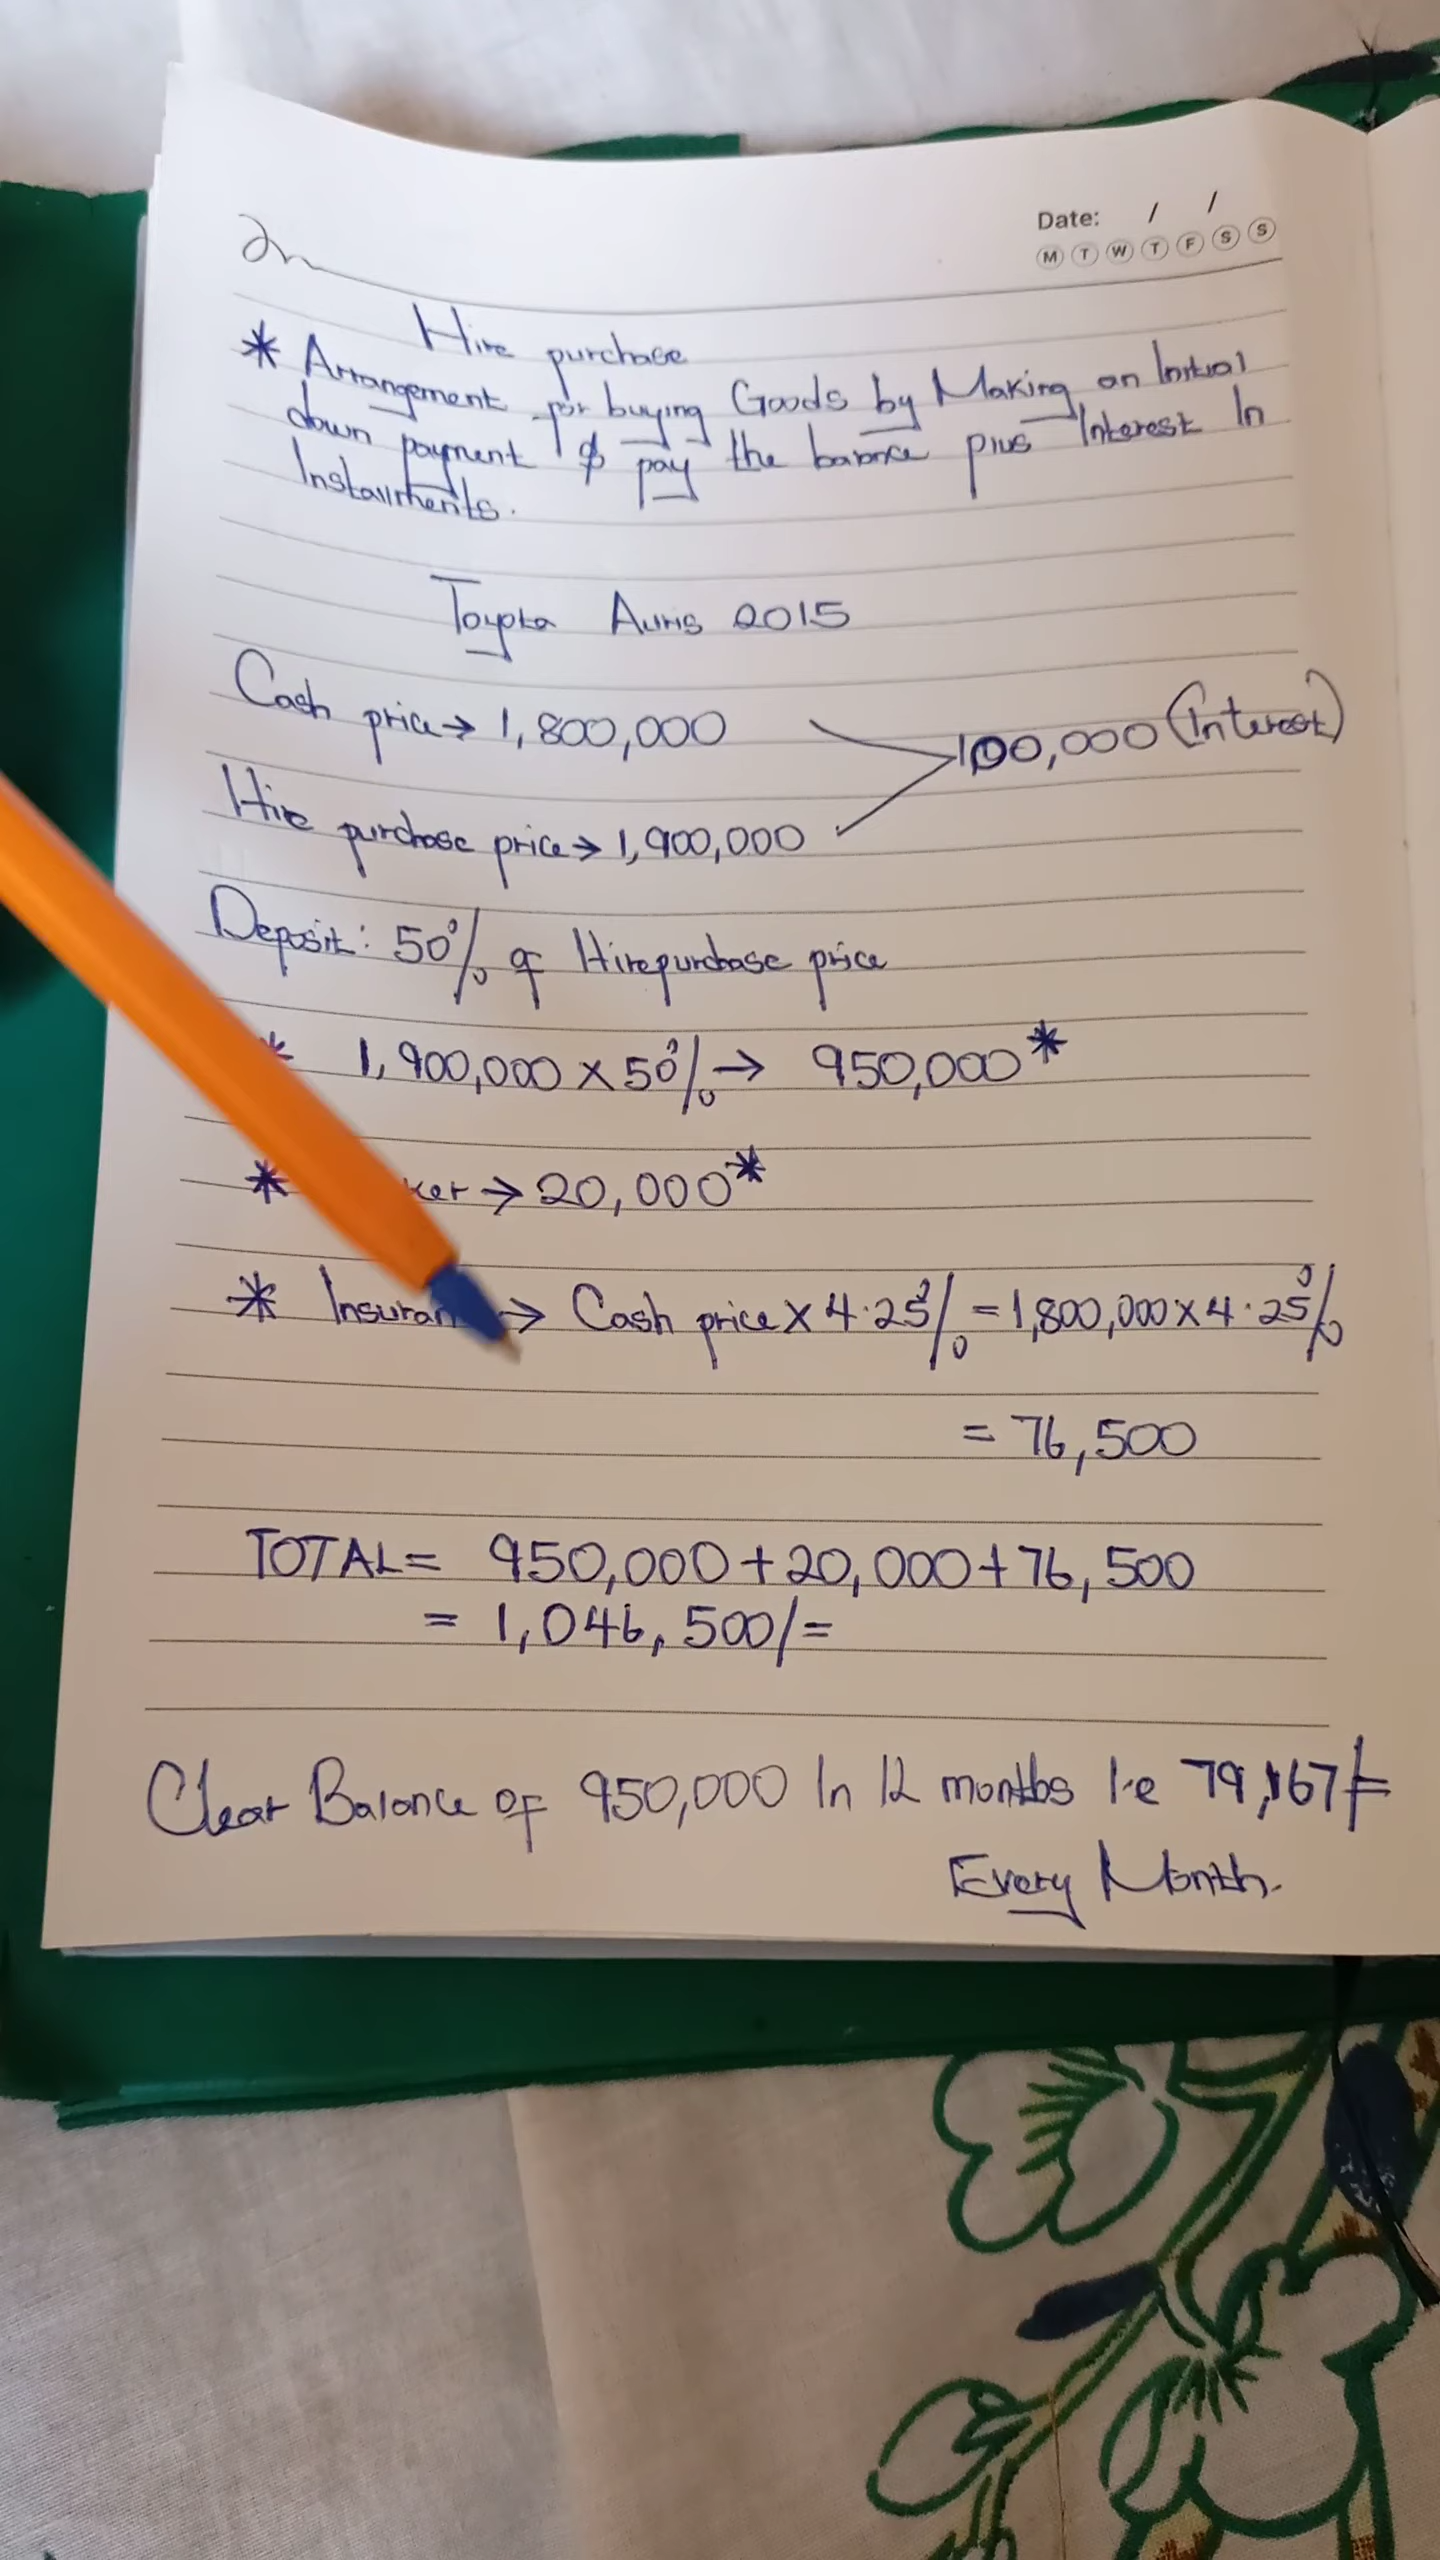 Date: / /
M T W T F S S
Hire purchase
* Arrangement for buying Goods by Making an Initial
down payment & pay the balance plus Interest In
Installments.
Toyota Auris 2015
Cash price → 1,800,000
100,000 (Interest)
Hire purchase price → 1,900,000
Deposit: 50% of Hirepurchase price
* 1,900,000 x 50% → 950,000*
* ker → 20,000*
* Insuran → Cash price x 4.25% = 1,800,000 x 4.25%
= 76,500
TOTAL = 950,000 + 20,000 + 76,500
= 1,046,500/=
Clear Balance of 950,000 In 12 months i.e 79,167/=
Every Month.